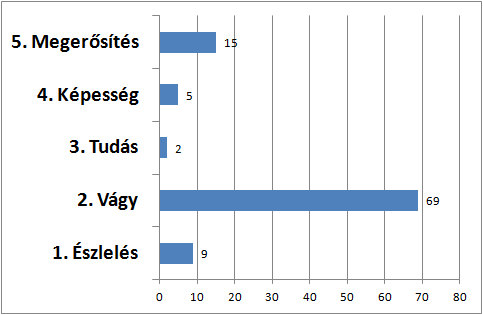 5. Megerősítés 15
4. Képesség 5
3. Tudás 2
2. Vágy 69
1. Észlelés 9
0 10 20 30 40 50 60 70 80